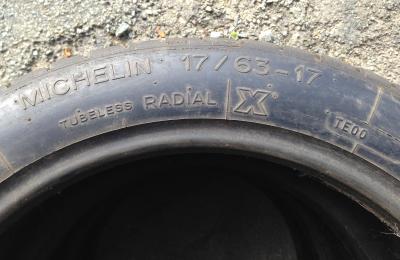 MICHELIN 17/63-17
TUBELESS RADIAL X TE00